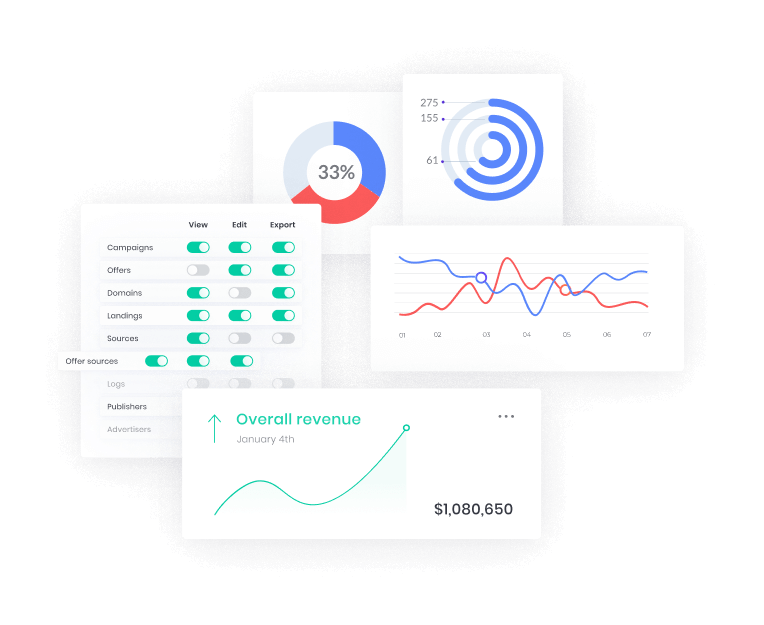 275
155
61
33%
View Edit Export
Campaigns
Offers
Domains
Landings
Sources
Offer sources
Logs
Publishers
Advertisers
01 02 03 04 05 06 07
Overall revenue
January 4th
$1,080,650